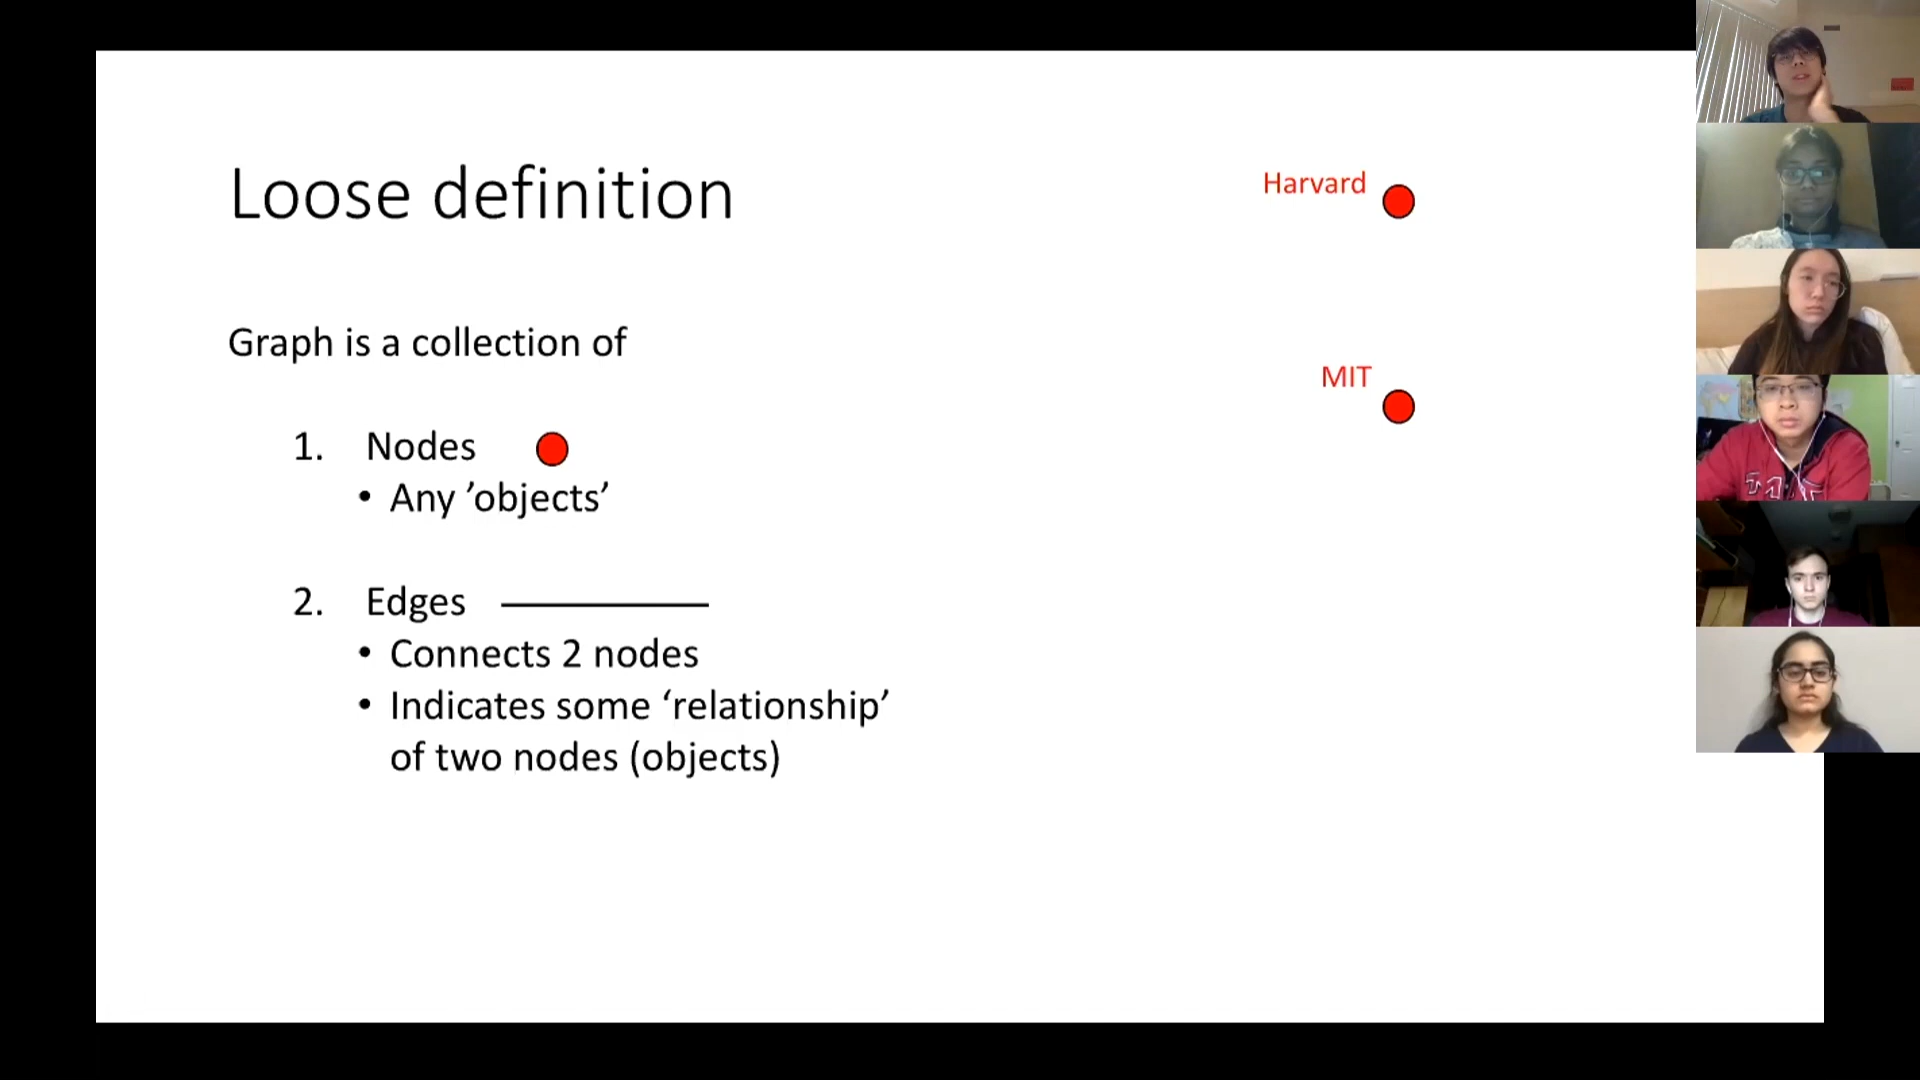 Loose definition
Harvard
MIT
Graph is a collection of
1. Nodes
• Any ’objects’
2. Edges
• Connects 2 nodes
• Indicates some ‘relationship’
of two nodes (objects)